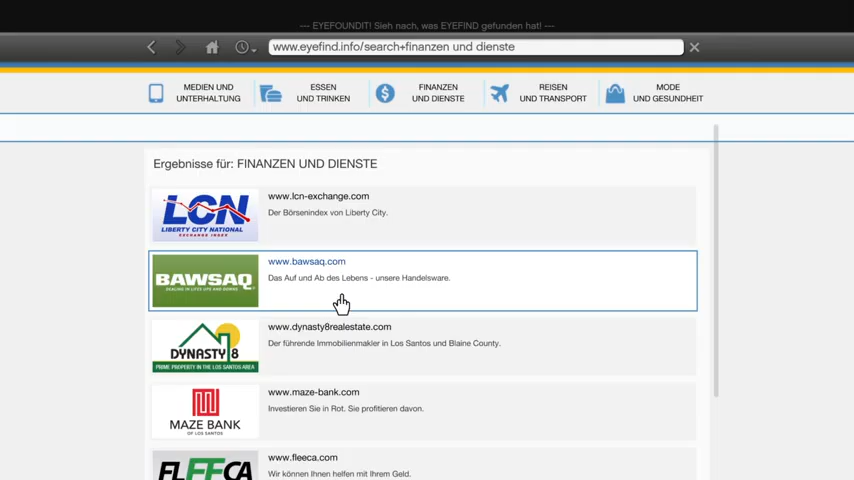 --- EYEFOUNDIT! Sieh nach, was EYEFIND gefunden hat! ---
www.eyefind.info/search+finanzen und dienste
MEDIEN UND
UNTERHALTUNG
ESSEN
UND TRINKEN
FINANZEN
UND DIENSTE
REISEN
UND TRANSPORT
MODE
UND GESUNDHEIT
Ergebnisse für: FINANZEN UND DIENSTE
LCN
LIBERTY CITY NATIONAL
EXCHANGE INDEX
www.lcn-exchange.com
Der Börsenindex von Liberty City.
BAWSAQ
DEALING IN LIFE'S UPS AND DOWNS
www.bawsaq.com
Das Auf und Ab des Lebens - unsere Handelsware.
DYNASTY 8
PRIME PROPERTY IN THE LOS SANTOS AREA
www.dynasty8realestate.com
Der führende Immobilienmakler in Los Santos und Blaine County.
MAZE BANK
OF LOS SANTOS
www.maze-bank.com
Investieren Sie in Rot. Sie profitieren davon.
FLEECA
www.fleeca.com
Wir können Ihnen helfen mit Ihrem Geld.